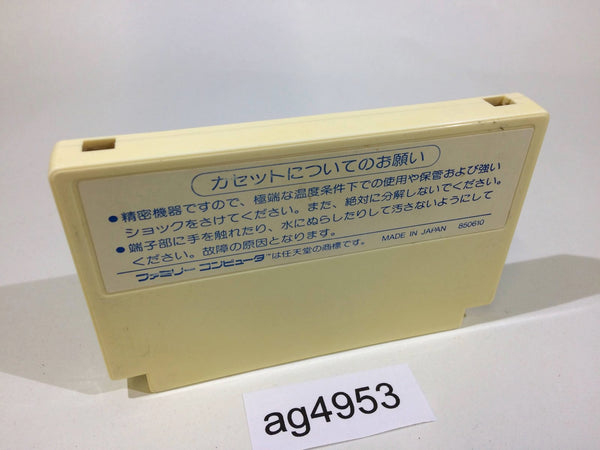 カセットについてのお願い
●精密機器ですので、極端な温度条件下での使用や保管および強い
ショックをさけてください。また、絶対に分解しないでください。
●端子部に手を触れたり、水にぬらしたりして汚さないようにして
ください。故障の原因となります。
ファミリー コンピュータ™は任天堂の商標です。 MADE IN JAPAN 850610
ag4953